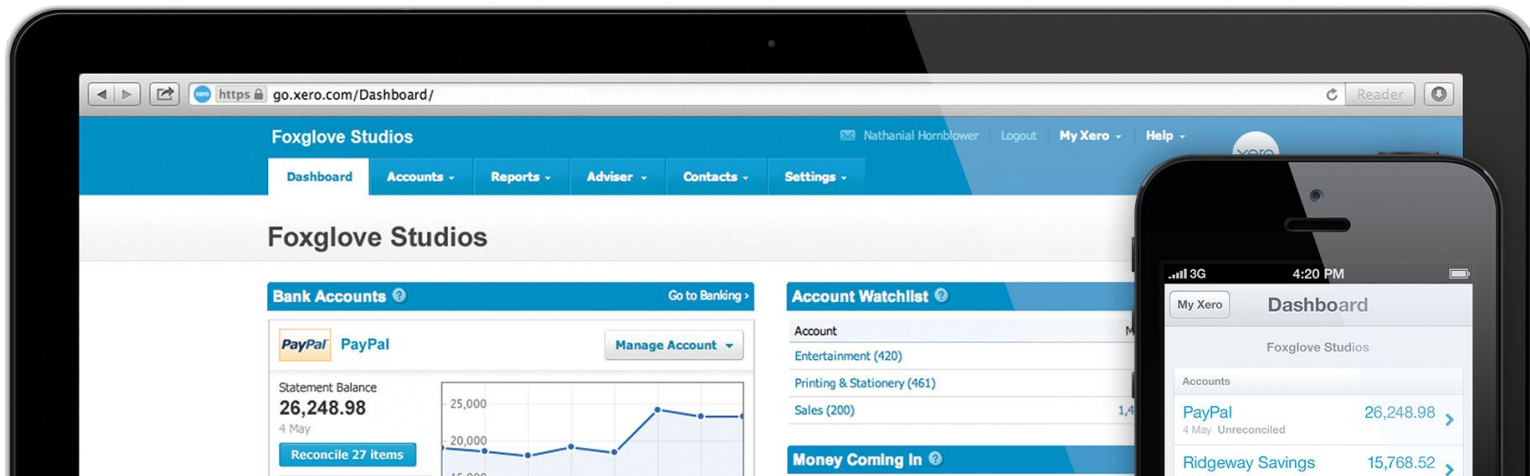 xero https go.xero.com/Dashboard/ Reader
Foxglove Studios
Nathanial Hornblower Logout My Xero Help
xero
Dashboard Accounts Reports Adviser Contacts Settings
Foxglove Studios
Bank Accounts ? Go to Banking ›
PayPal PayPal Manage Account
Statement Balance
26,248.98
4 May
Reconcile 27 items
25,000
20,000
15,000
Account Watchlist ?
Account
Entertainment (420)
Printing & Stationery (461)
Sales (200)
Money Coming In ?
3G 4:20 PM
My Xero Dashboard
Foxglove Studios
Accounts
PayPal 26,248.98
4 May Unreconciled
Ridgeway Savings 15,768.52